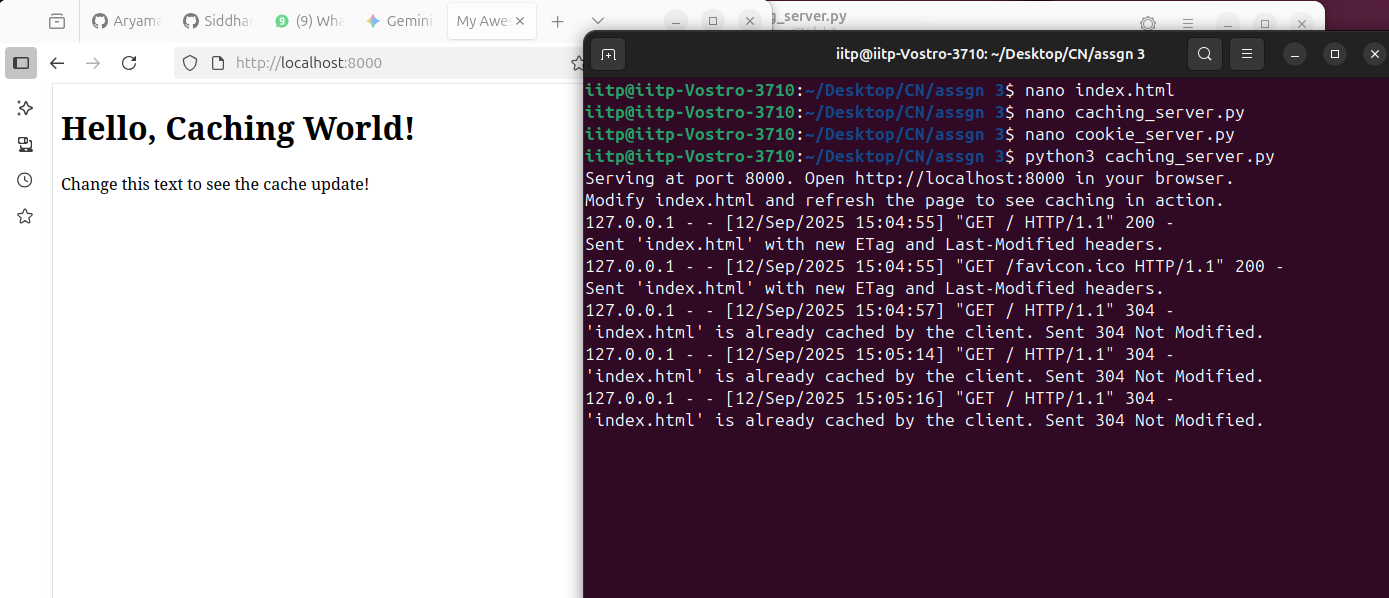 Aryama
Siddha
(9) Wha
Gemini
My Awes
g_server.py
http://localhost:8000
Hello, Caching World!
Change this text to see the cache update!
iitp@iitp-Vostro-3710: ~/Desktop/CN/assgn 3
iitp@iitp-Vostro-3710:~/Desktop/CN/assgn 3$ nano index.html
iitp@iitp-Vostro-3710:~/Desktop/CN/assgn 3$ nano caching_server.py
iitp@iitp-Vostro-3710:~/Desktop/CN/assgn 3$ nano cookie_server.py
iitp@iitp-Vostro-3710:~/Desktop/CN/assgn 3$ python3 caching_server.py
Serving at port 8000. Open http://localhost:8000 in your browser.
Modify index.html and refresh the page to see caching in action.
127.0.0.1 - - [12/Sep/2025 15:04:55] "GET / HTTP/1.1" 200 -
Sent 'index.html' with new ETag and Last-Modified headers.
127.0.0.1 - - [12/Sep/2025 15:04:55] "GET /favicon.ico HTTP/1.1" 200 -
Sent 'index.html' with new ETag and Last-Modified headers.
127.0.0.1 - - [12/Sep/2025 15:04:57] "GET / HTTP/1.1" 304 -
'index.html' is already cached by the client. Sent 304 Not Modified.
127.0.0.1 - - [12/Sep/2025 15:05:14] "GET / HTTP/1.1" 304 -
'index.html' is already cached by the client. Sent 304 Not Modified.
127.0.0.1 - - [12/Sep/2025 15:05:16] "GET / HTTP/1.1" 304 -
'index.html' is already cached by the client. Sent 304 Not Modified.